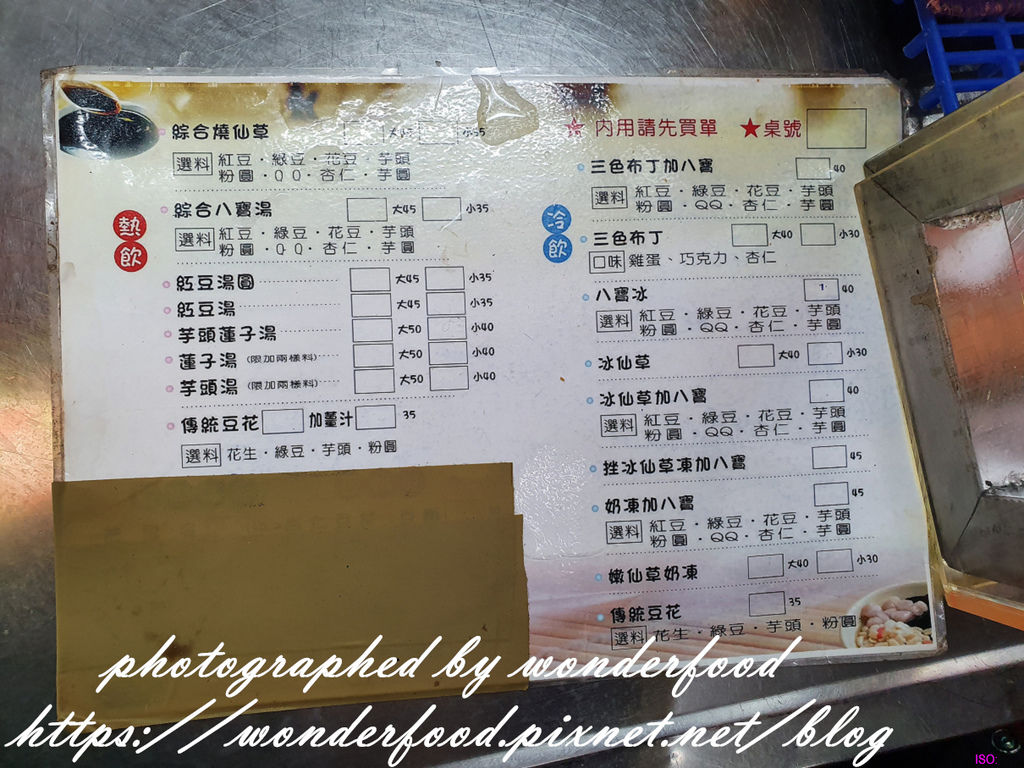 綜合燒仙草 大45 小35
選料 紅豆·綠豆·花豆·芋頭
粉圓·QQ·杏仁·芋圓
熱飲
綜合八寶湯 大45 小35
選料 紅豆·綠豆·花豆·芋頭
粉圓·QQ·杏仁·芋圓
紅豆湯圓 大45 小35
紅豆湯 大45 小35
芋頭蓮子湯 大50 小40
蓮子湯 (限加兩樣料) 大50 小40
芋頭湯 (限加兩樣料) 大50 小40
傳統豆花 加薑汁 35
選料 花生·綠豆·芋頭·粉圓
★內用請先買單 ★桌號
三色布丁加八寶 40
選料 紅豆·綠豆·花豆·芋頭
粉圓·QQ·杏仁·芋圓
冷飲
三色布丁 大40 小30
口味 雞蛋、巧克力、杏仁
八寶冰 40
選料 紅豆·綠豆·花豆·芋頭
粉圓·QQ·杏仁·芋圓
冰仙草 大40 小30
冰仙草加八寶 40
選料 紅豆·綠豆·花豆·芋頭
粉圓·QQ·杏仁·芋圓
挫冰仙草凍加八寶 45
奶凍加八寶 45
選料 紅豆·綠豆·花豆·芋頭
粉圓·QQ·杏仁·芋圓
嫩仙草奶凍 大40 小30
傳統豆花 35
選料 花生·綠豆·芋頭·粉圓
photographed by wonderfood
https://wonderfood.pixnet.net/blog
ISO: